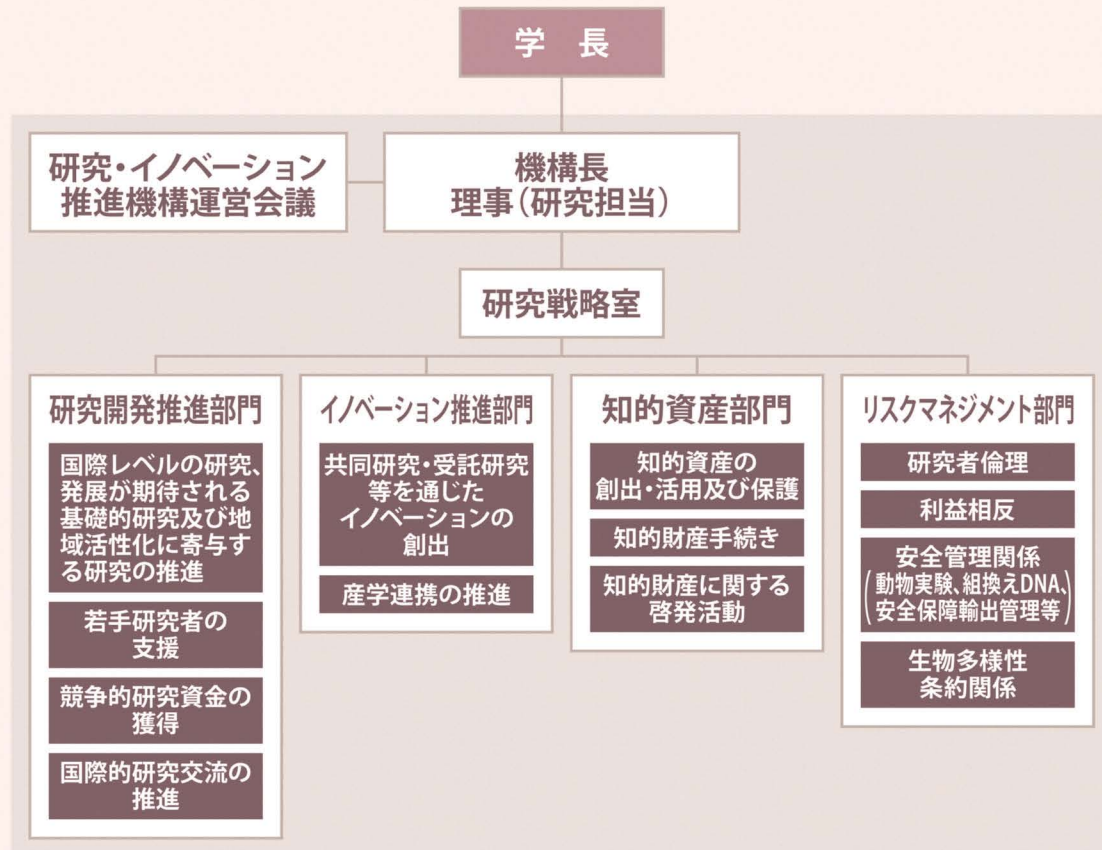 学 長
研究・イノベーション
推進機構運営会議
機構長
理事（研究担当）
研究戦略室
研究開発推進部門
国際レベルの研究、
発展が期待される
基礎的研究及び地
域活性化に寄与す
る研究の推進
若手研究者の
支援
競争的研究資金の
獲得
国際的研究交流の
推進
イノベーション推進部門
共同研究・受託研究
等を通じた
イノベーションの
創出
産学連携の推進
知的資産部門
知的資産の
創出・活用及び保護
知的財産手続き
知的財産に関する
啓発活動
リスクマネジメント部門
研究者倫理
利益相反
安全管理関係
（動物実験、組換えDNA、
安全保障輸出管理等）
生物多様性
条約関係